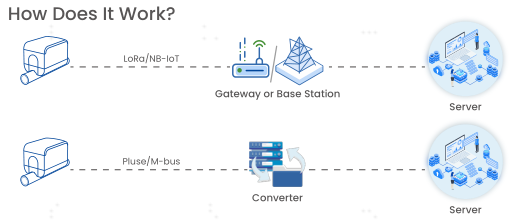 How Does It Work?
LoRa/NB-IoT
Gateway or Base Station
Server
Pluse/M-bus
Converter
Server